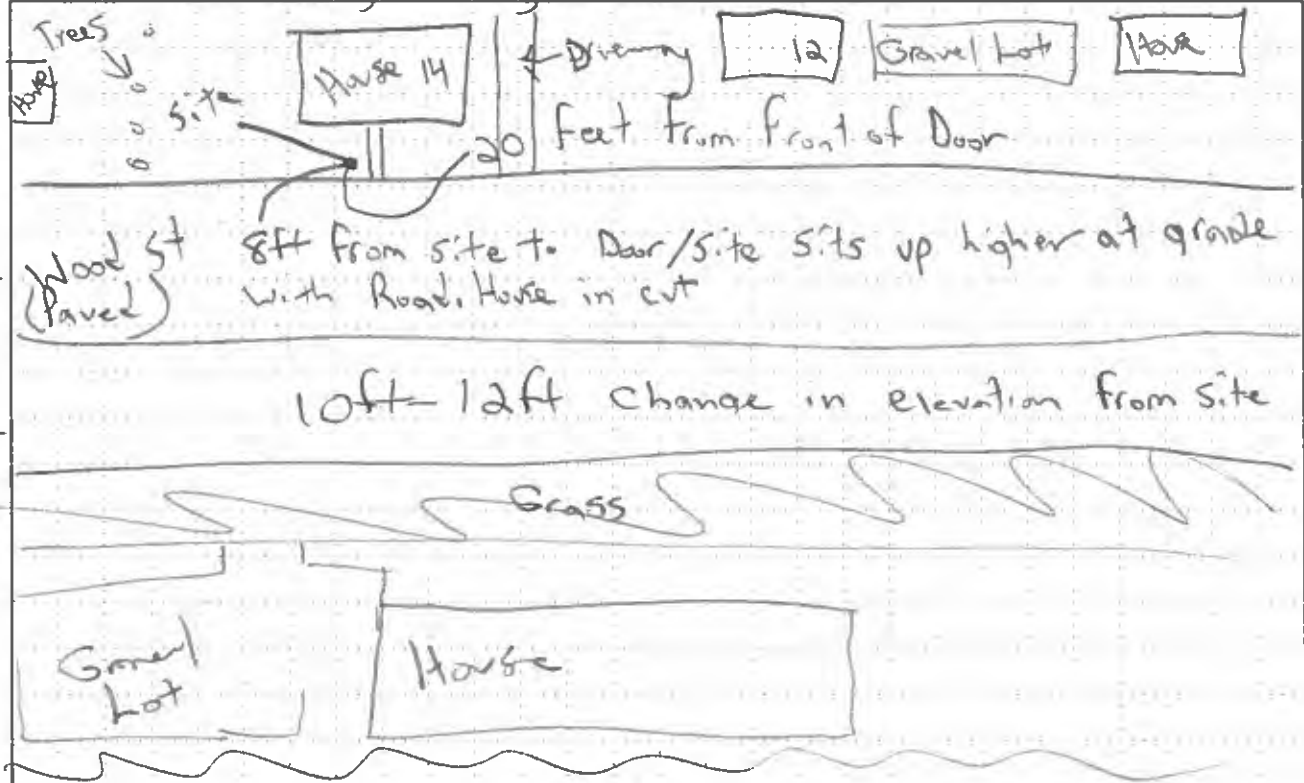 Trees
House
Site
House 14
Driveway
12
Gravel Lot
House
20 feet from front of Door
Wood St
(Paved)
8ft from site to Door/Site sits up higher at grade
with Road. House in cut
10ft-12ft Change in elevation from Site
Grass
Gravel
Lot
House